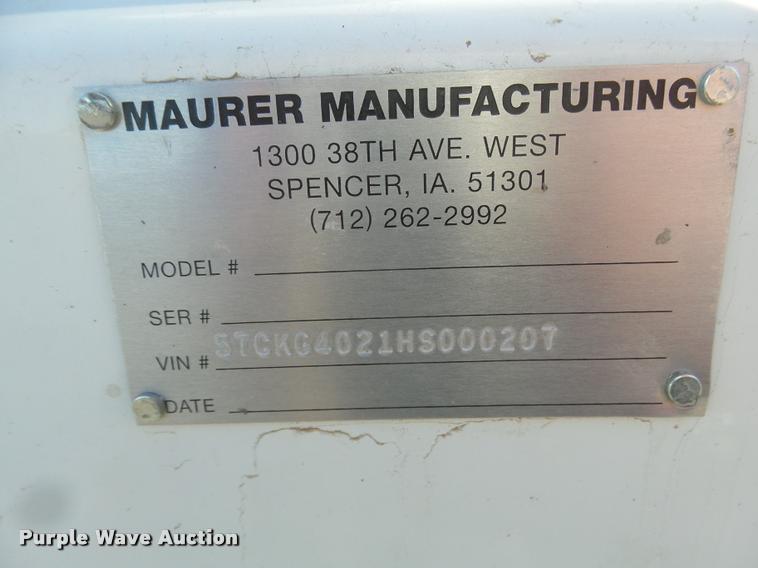 MAURER MANUFACTURING
1300 38TH AVE. WEST
SPENCER, IA. 51301
(712) 262-2992
MODEL #
SER #
VIN # 5TCKG4021HS000207
DATE
Purple Wave Auction